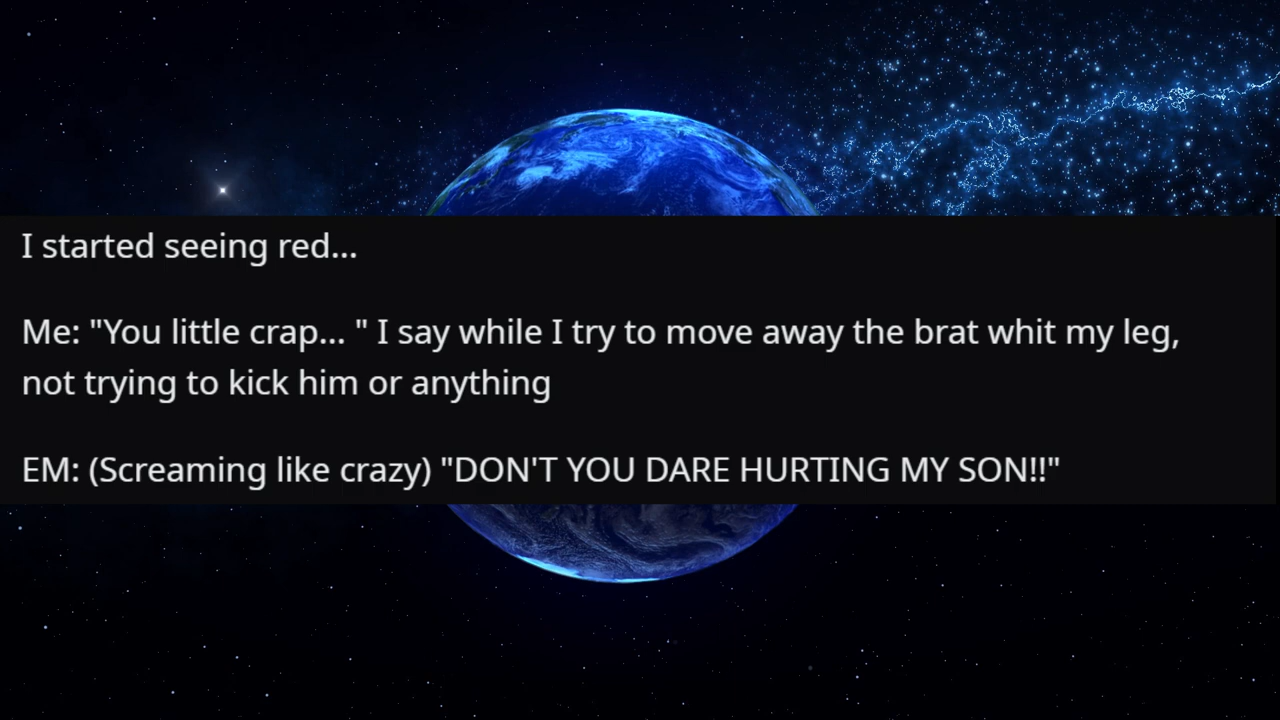 I started seeing red...
Me: "You little crap... " I say while I try to move away the brat whit my leg,
not trying to kick him or anything
EM: (Screaming like crazy) "DON'T YOU DARE HURTING MY SON!!"